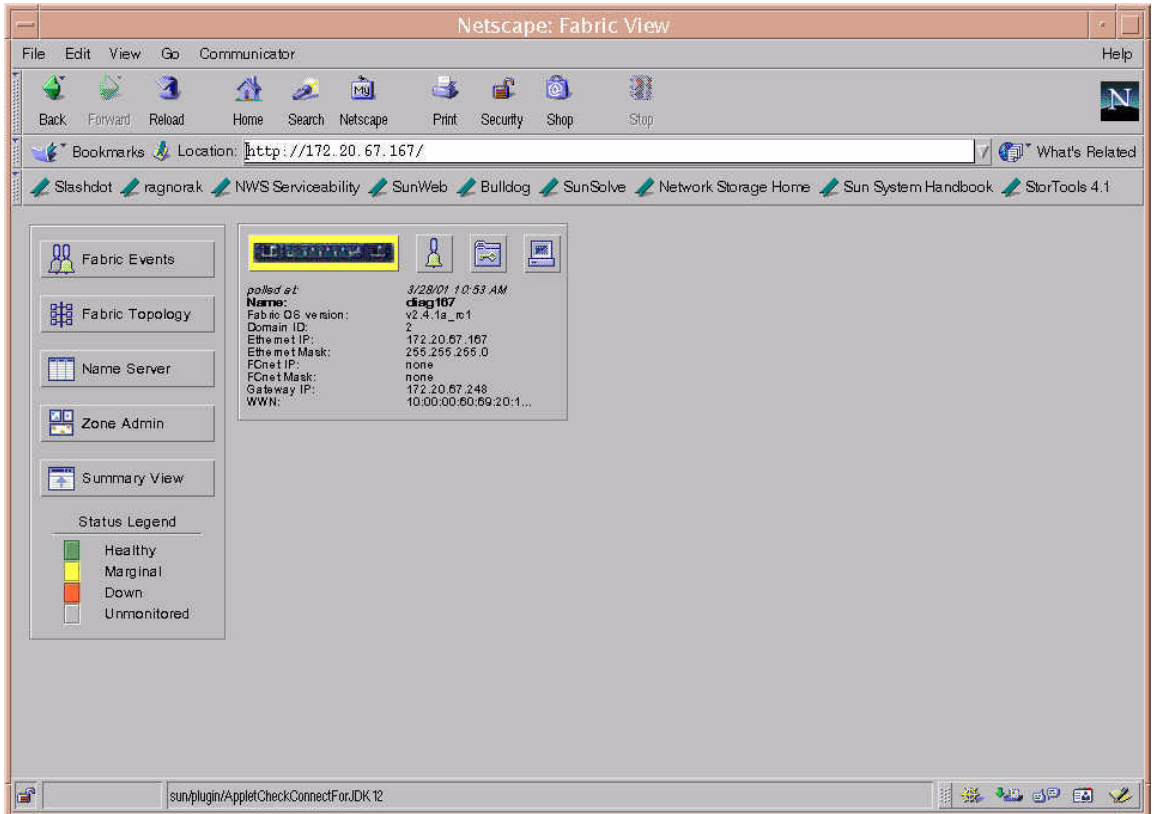 Netscape: Fabric View
File Edit View Go Communicator Help
Back Forward Reload Home Search Netscape Print Security Shop Stop
My
N
Bookmarks Location: http://172.20.67.167/ What's Related
Slashdot ragnorak NWS Serviceability SunWeb Bulldog SunSolve Network Storage Home Sun System Handbook StorTools 4.1
Fabric Events
Fabric Topology
Name Server
Zone Admin
Summary View
Status Legend
Healthy
Marginal
Down
Unmonitored
polled at: 3/28/01 10:53 AM
Name: diag167
Fabric OS version: v2.4.1a_rc1
Domain ID: 2
Ethernet IP: 172.20.67.167
Ethernet Mask: 255.255.255.0
FCnet IP: none
FCnet Mask: none
Gateway IP: 172.20.67.248
WWN: 10:00:00:60:69:20:1...
sun/plugin/AppletCheckConnectForJDK12